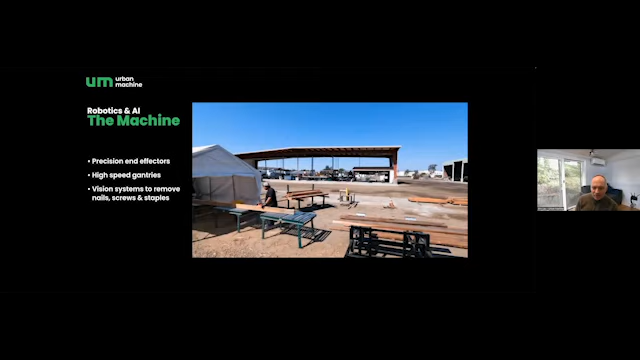 um urban
machine
Robotics & AI
The Machine
• Precision end effectors
• High speed gantries
• Vision systems to remove
nails, screws & staples